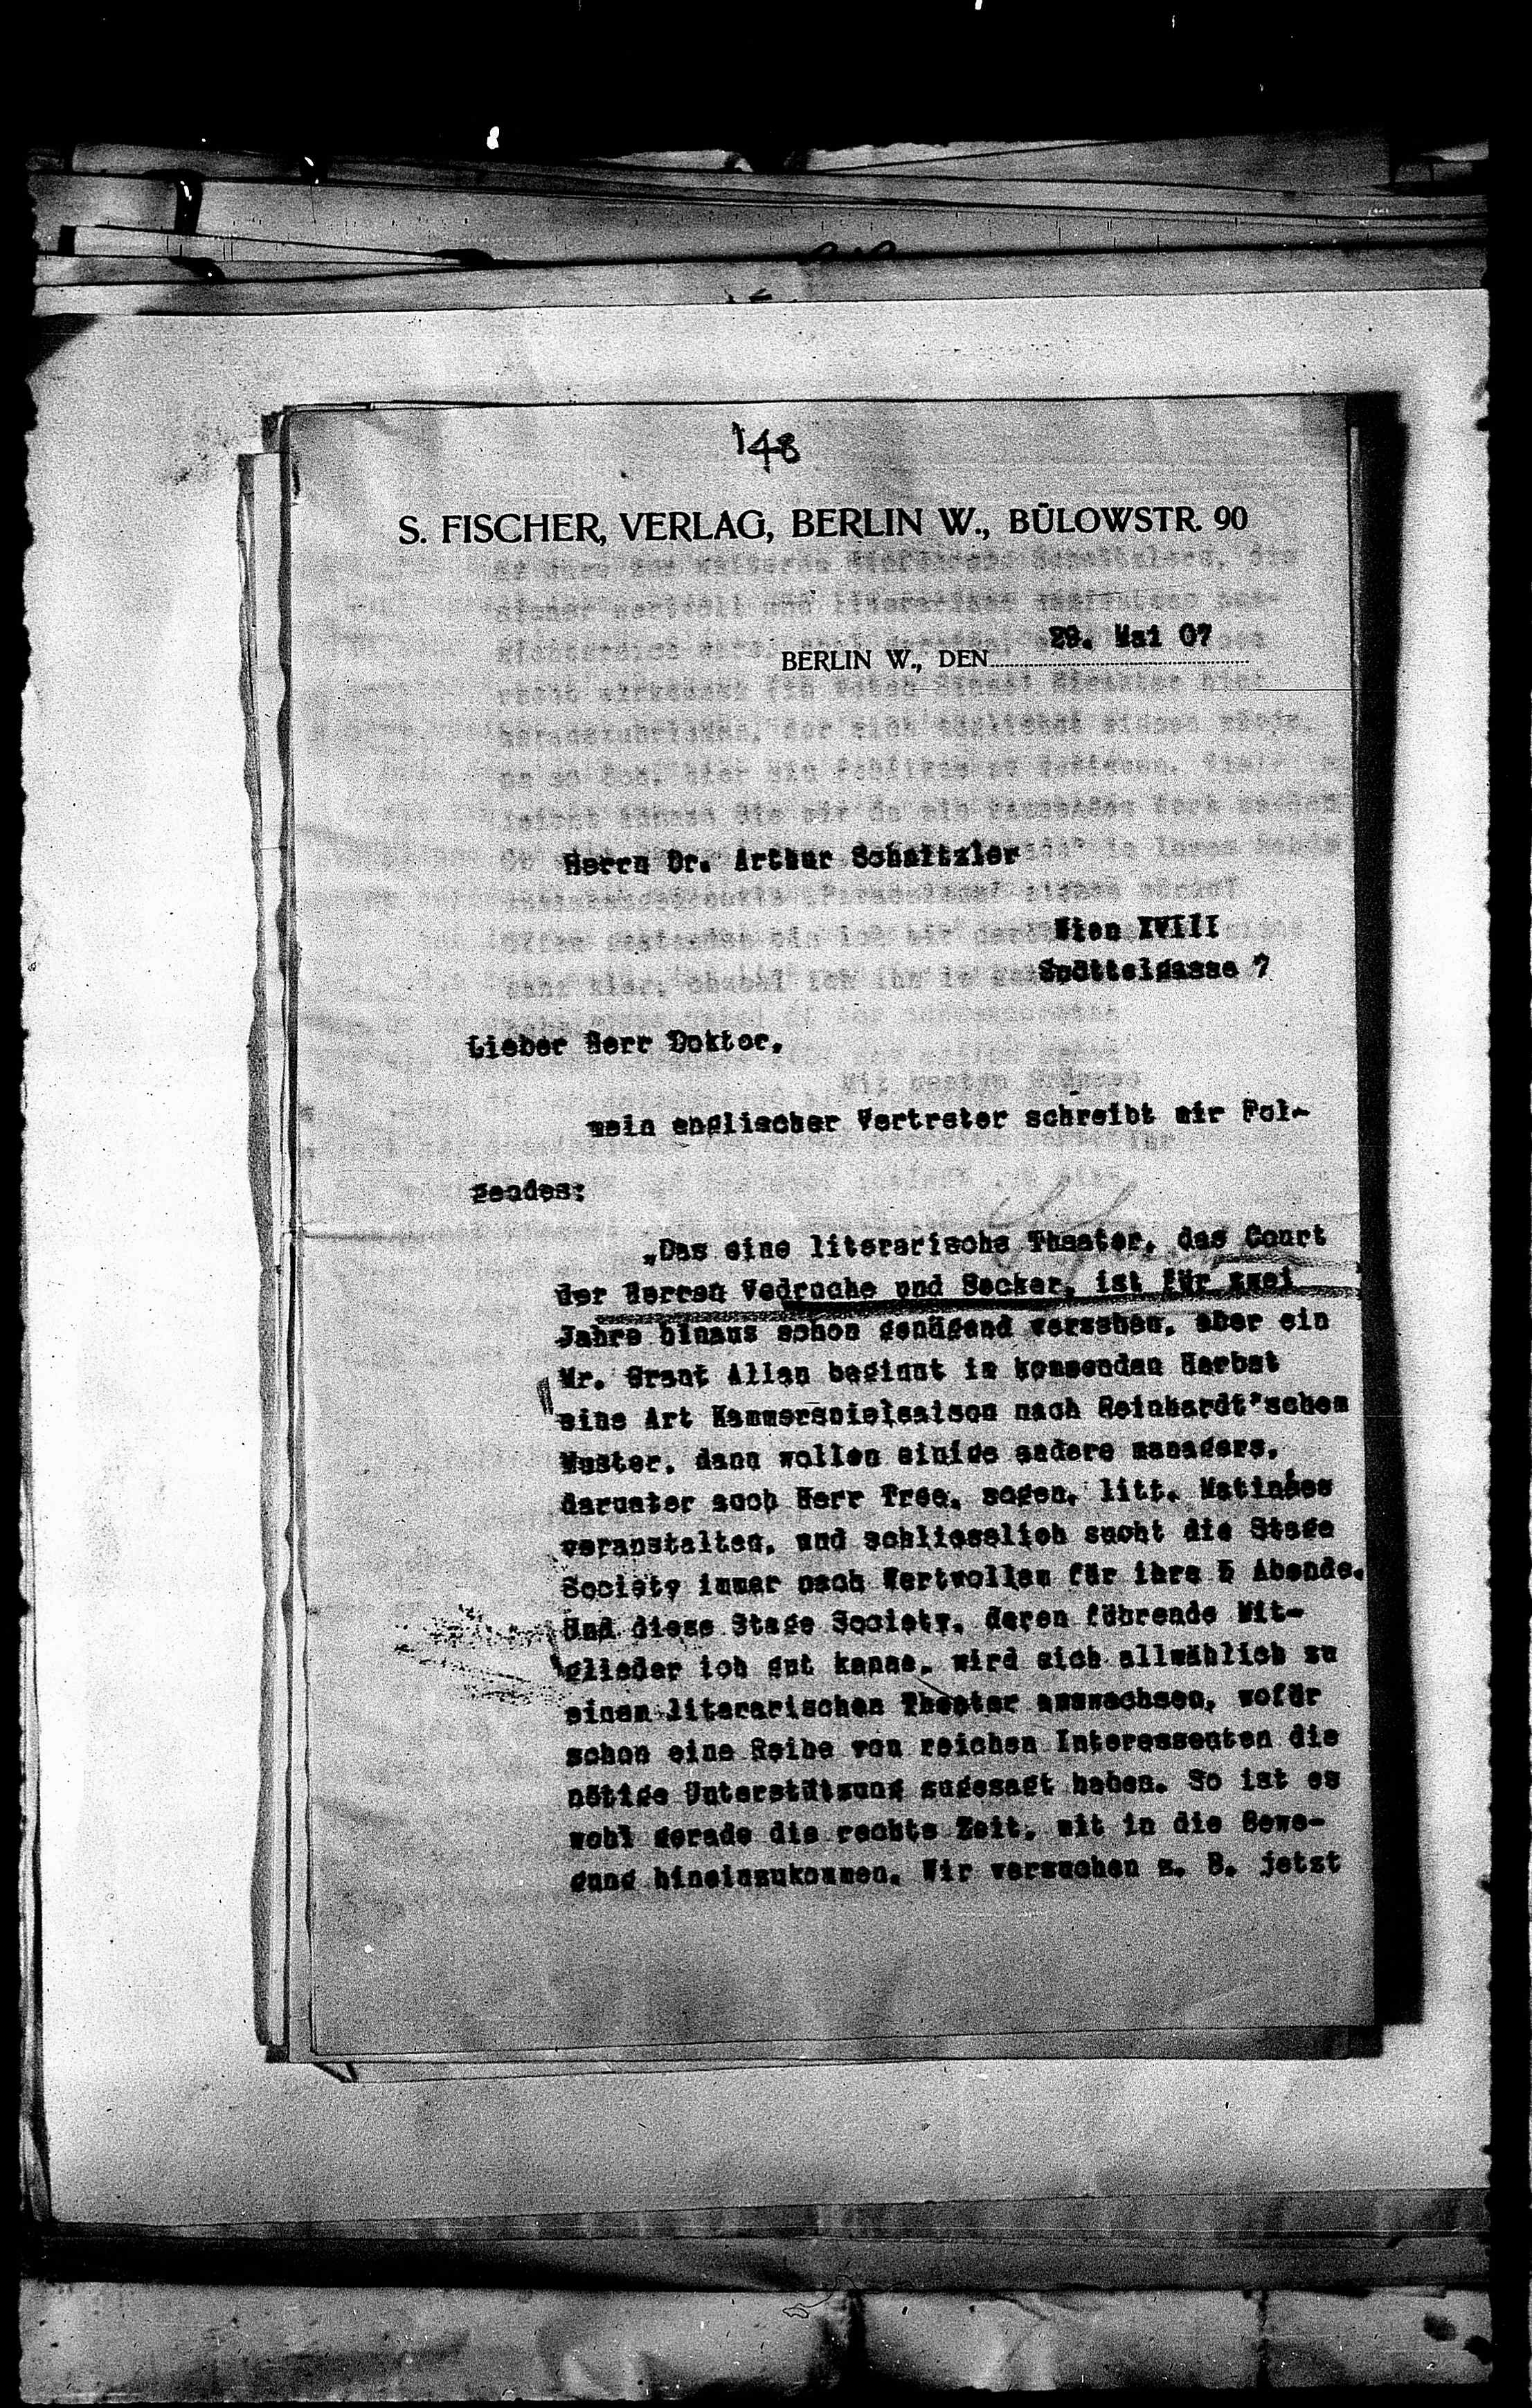 148
S. FISCHER, VERLAG, BERLIN W., BÜLOWSTR. 90
BERLIN W., DEN 29. Mai 07
Herrn Dr. Arthur Schnitzler
Wien XVIII
Spöttelgasse 7
Lieber Herr Doktor,
mein englischer Vertreter schreibt mir Fol-
gendes:
„Das eine literarische Theater, das Court
der Herren Vedrnche und Becker, ist für zwei
Jahre hinaus schon genügend versehen, aber ein
Mr. Grant Allan beginnt im kommenden Herbst
eine Art Kammerspielsaison nach Reinhardt'schem
Muster, dann wollen einige andere managers,
darunter auch Herr Tree, sogen. litt. Matinées
veranstalten, und schliesslich sucht die Stage
Society immer nach Wertvollem für ihre 5 Abende.
Und diese Stage Society, deren führende Mit-
glieder ich gut kenne, wird sich allmählich zu
einem literarischen Theater auswachsen, wofür
schon eine Reihe von reichen Interessenten die
nötige Unterstützung zugesagt haben. So ist es
wohl gerade die rechte Zeit, mit in die Bewe-
gung hineinzukommen. Wir versuchen z. B. jetzt